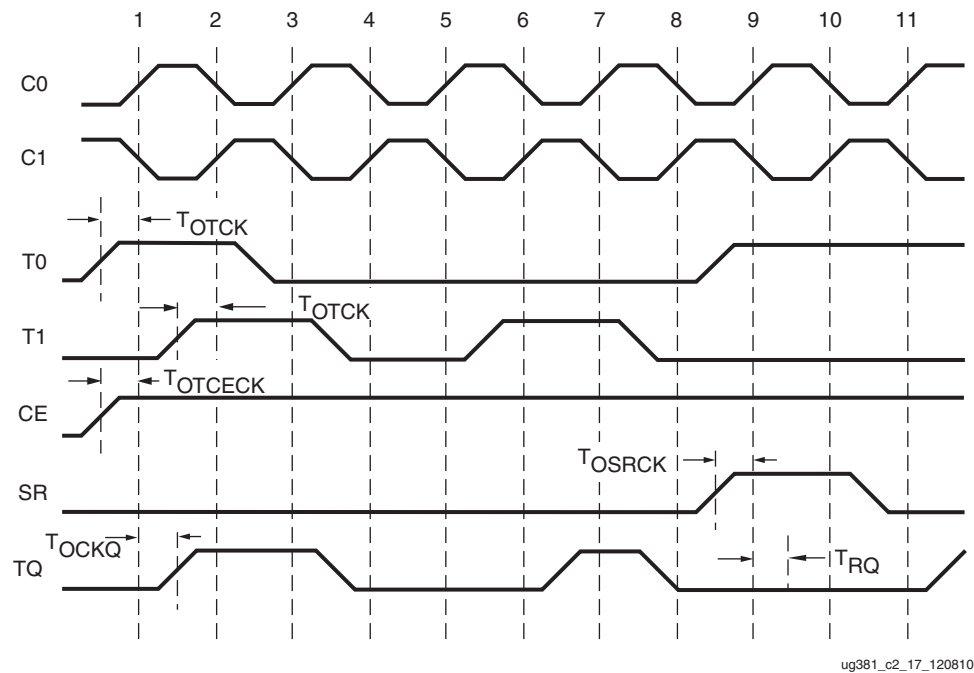 1 2 3 4 5 6 7 8 9 10 11
C0
C1
TOTCK
T0
TOTCK
T1
TOTCECK
CE
TOSRCK
SR
TOCKQ
TRQ
TQ
ug381_c2_17_120810